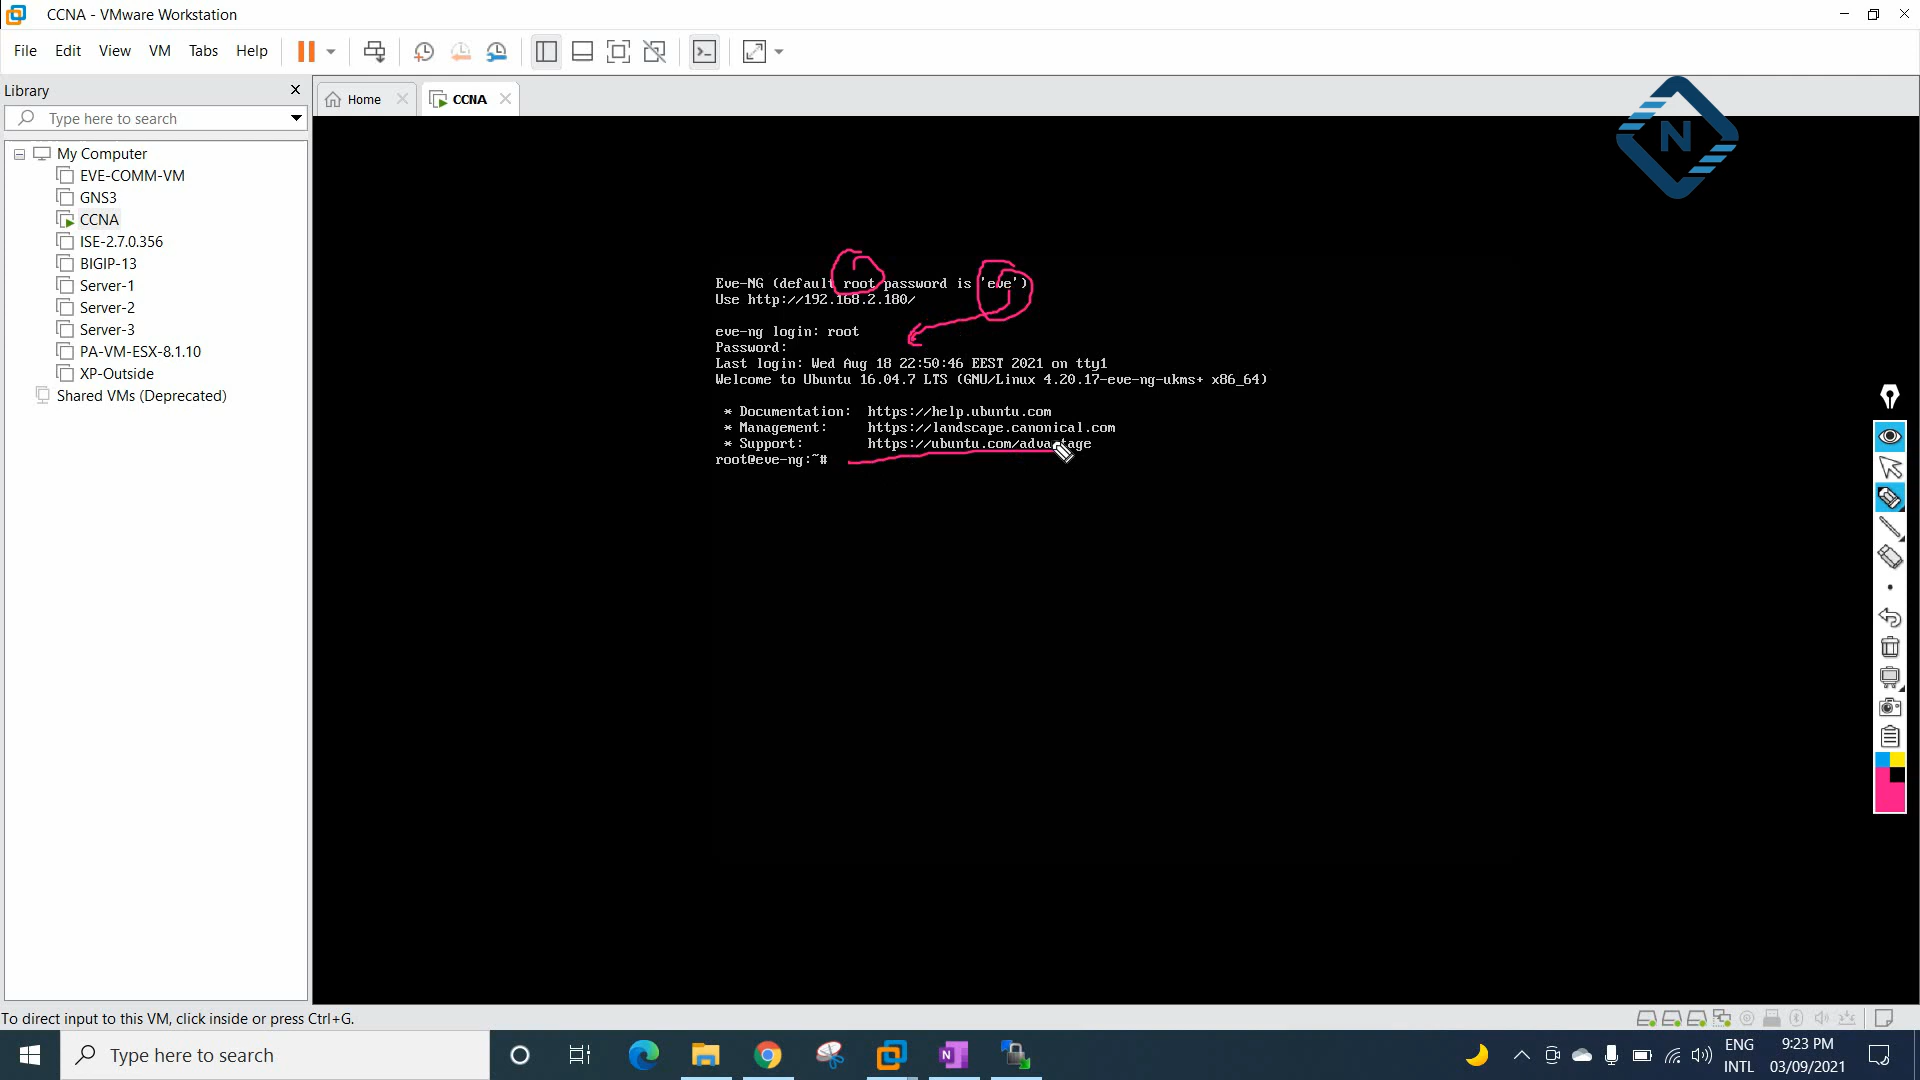 CCNA - VMware Workstation
File Edit View VM Tabs Help
Library
Type here to search
My Computer
EVE-COMM-VM
GNS3
CCNA
ISE-2.7.0.356
BIGIP-13
Server-1
Server-2
Server-3
PA-VM-ESX-8.1.10
XP-Outside
Shared VMs (Deprecated)
Home
CCNA
N
Eve-NG (default root password is 'eve')
Use http://192.168.2.180/
eve-ng login: root
Password:
Last login: Wed Aug 18 22:50:46 EEST 2021 on tty1
Welcome to Ubuntu 16.04.7 LTS (GNU/Linux 4.20.17-eve-ng-ukms+ x86_64)
* Documentation: https://help.ubuntu.com
* Management: https://landscape.canonical.com
* Support: https://ubuntu.com/advantage
root@eve-ng:~#
To direct input to this VM, click inside or press Ctrl+G.
Type here to search
N
ENG
INTL
9:23 PM
03/09/2021